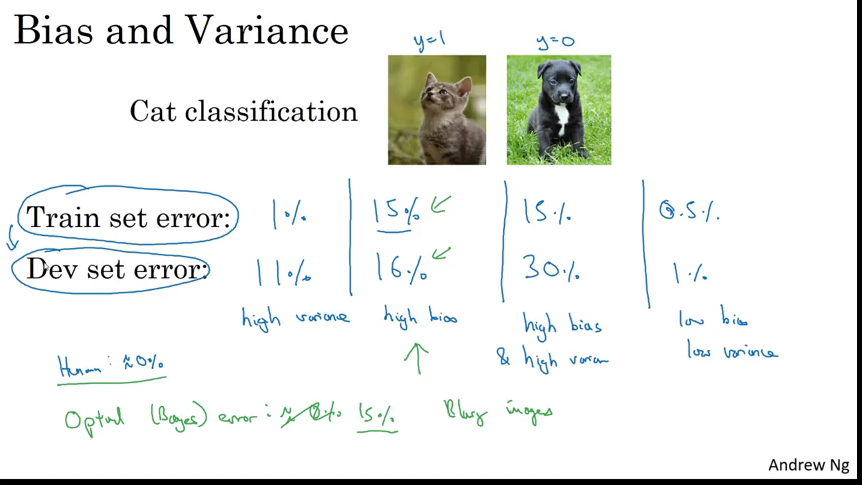 Bias and Variance
y=1 y=0
Cat classification
Train set error: 1% 15% 15% 0.5%
Dev set error: 11% 16% 30% 1%
high variance high bias high bias low bias
& high varian low variance
Human: ≈0%
Optimal (Bayes) error: ≈ 0% 15% Blurry images
Andrew Ng